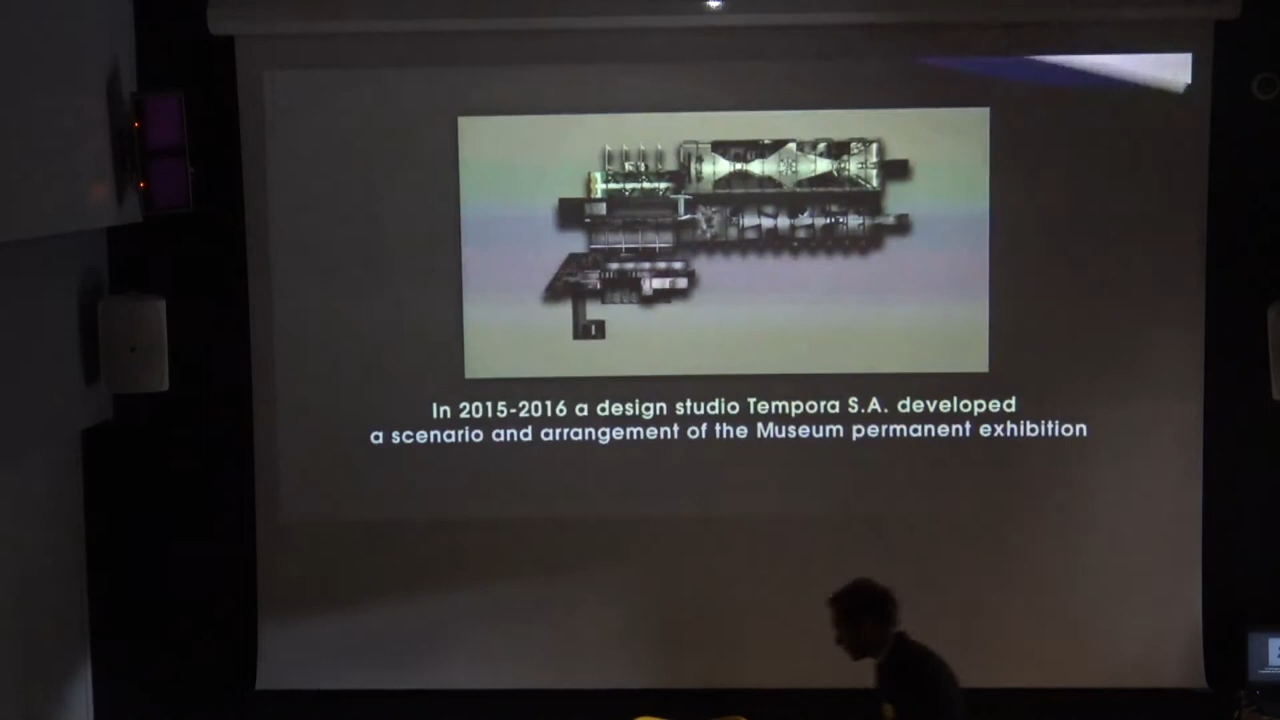 In 2015-2016 a design studio Tempora S.A. developed
a scenario and arrangement of the Museum permanent exhibition